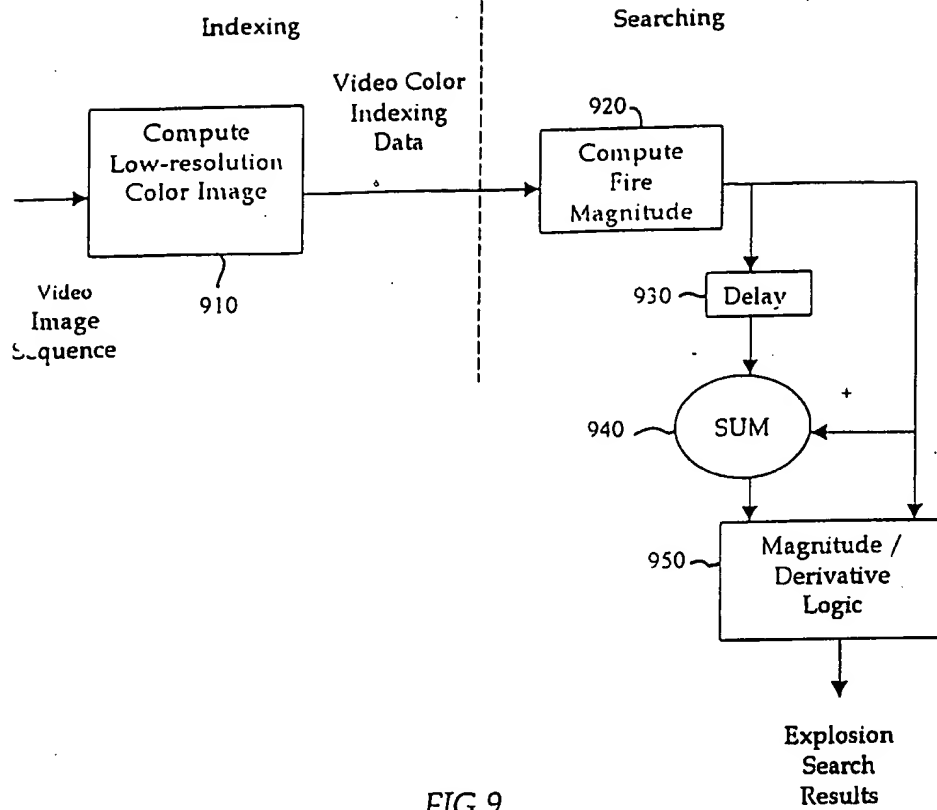 Indexing
Searching
Video Color
Indexing
Data
Compute
Low-resolution
Color Image
910
Video
Image
Sequence
920
Compute
Fire
Magnitude
930
Delay
940
SUM
+
950
Magnitude /
Derivative
Logic
Explosion
Search
Results
FIG. 9